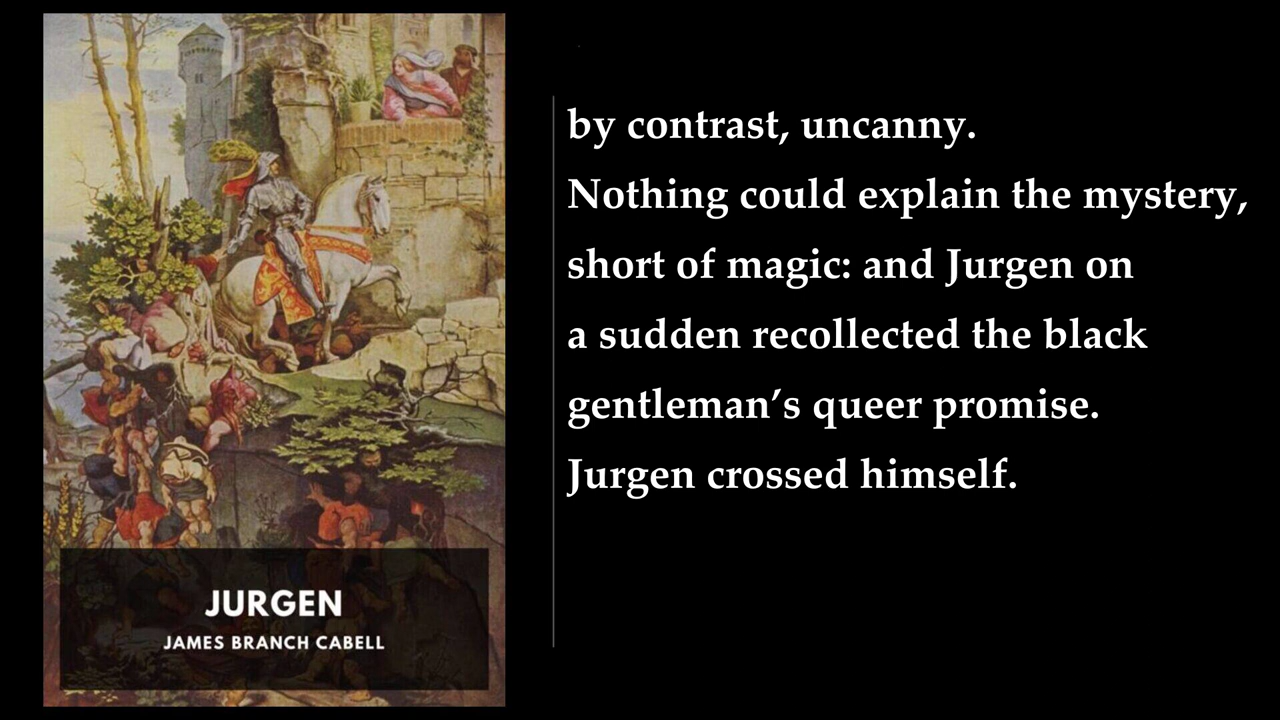 by contrast, uncanny.
Nothing could explain the mystery,
short of magic: and Jurgen on
a sudden recollected the black
gentleman’s queer promise.
Jurgen crossed himself.
JURGEN
JAMES BRANCH CABELL